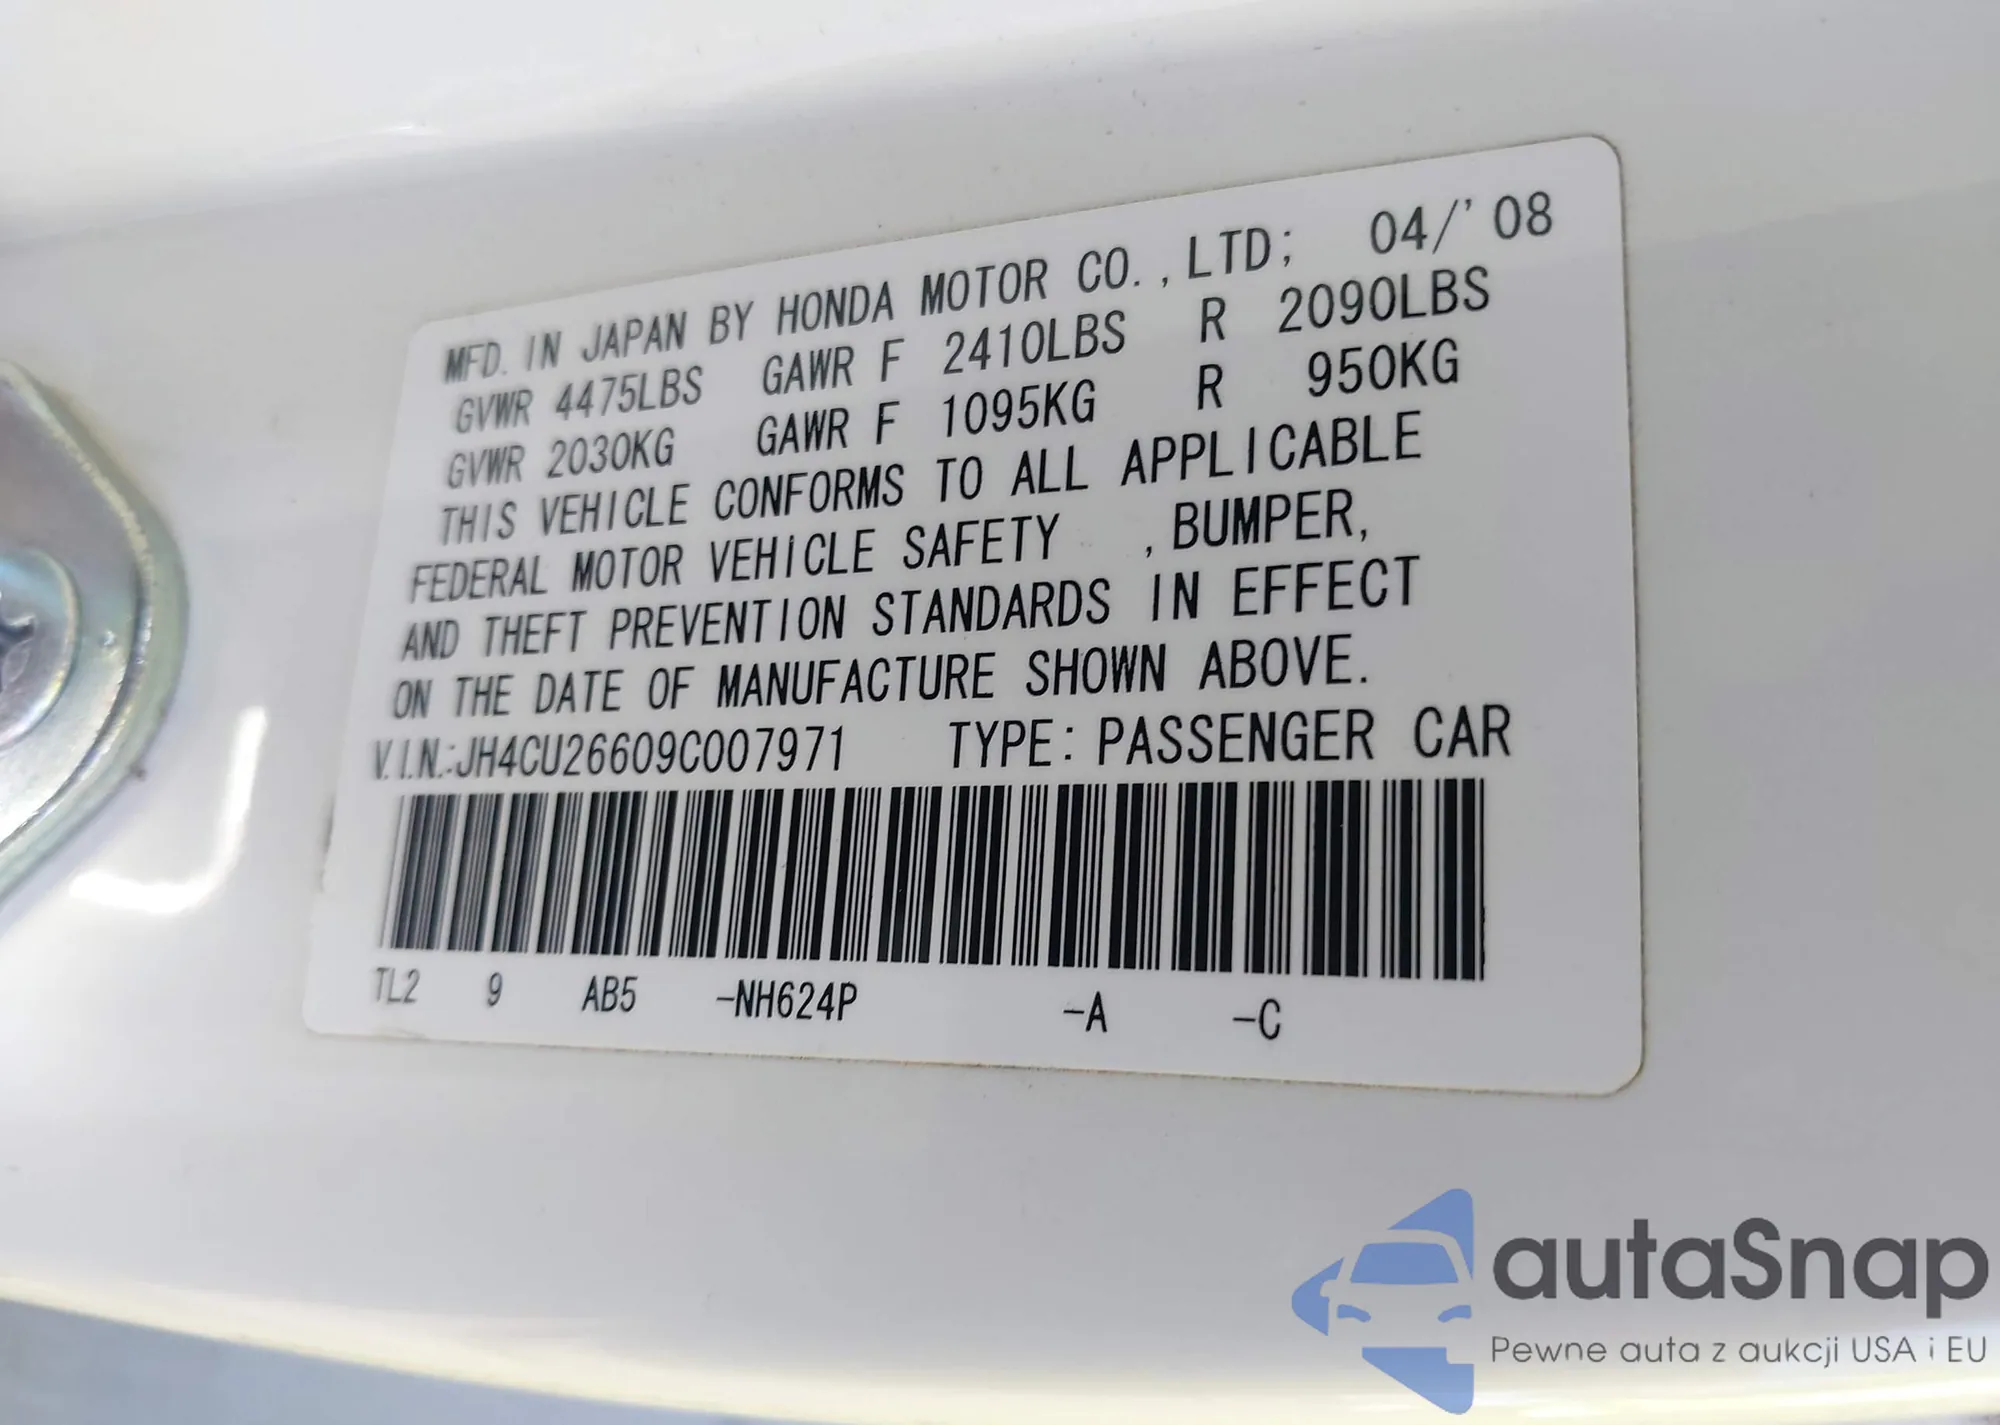 MFD. IN JAPAN BY HONDA MOTOR CO.,LTD; 04/'08
GVWR 4475LBS GAWR F 2410LBS R 2090LBS
GVWR 2030KG GAWR F 1095KG R 950KG
THIS VEHICLE CONFORMS TO ALL APPLICABLE
FEDERAL MOTOR VEHICLE SAFETY , BUMPER,
AND THEFT PREVENTION STANDARDS IN EFFECT
ON THE DATE OF MANUFACTURE SHOWN ABOVE.
V.I.N.:JH4CU26609C007971 TYPE: PASSENGER CAR
TL2 9 AB5 -NH624P -A -C
autaSnap
Pewne auta z aukcji USA i EU